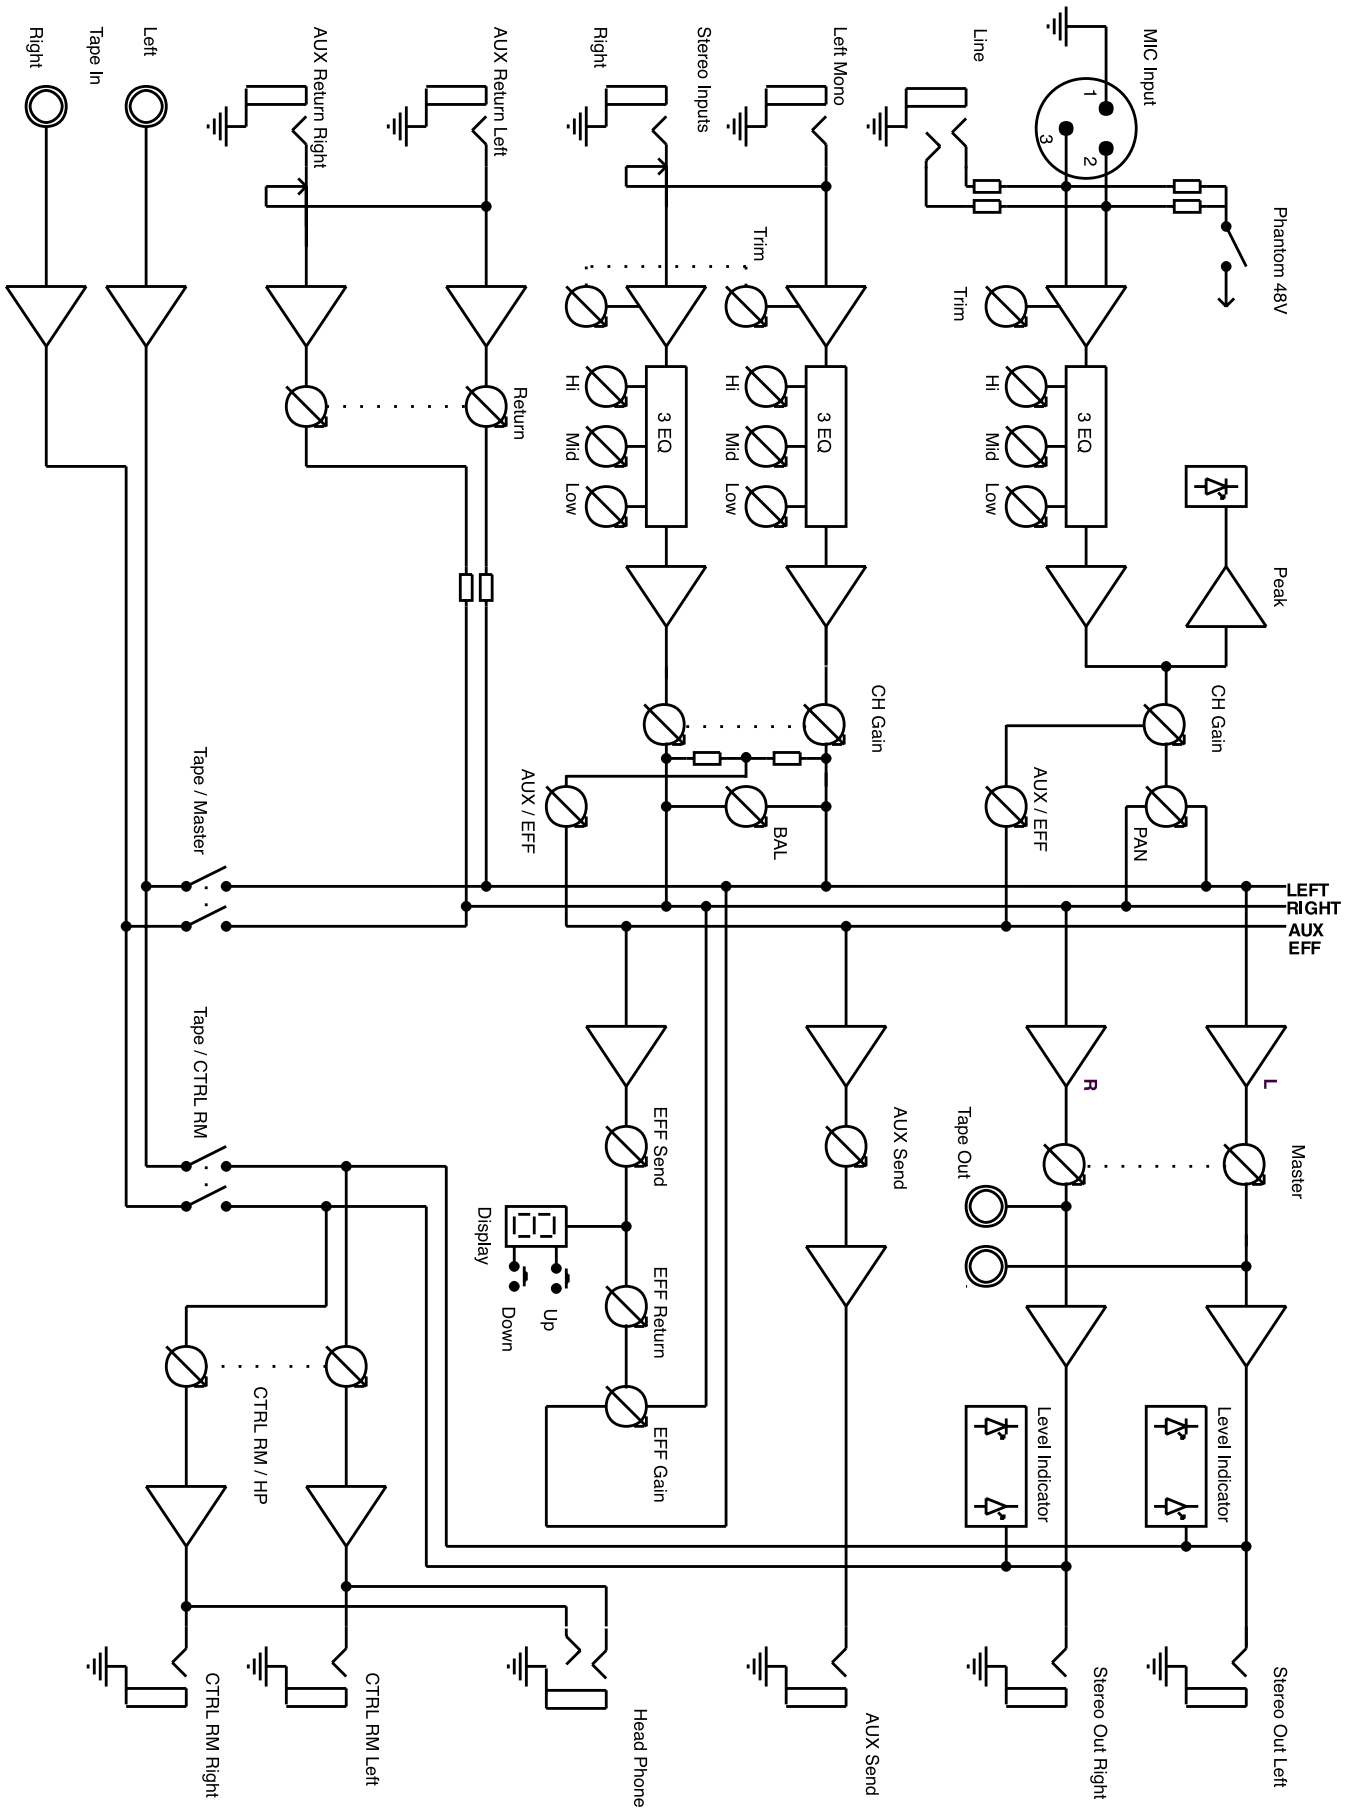 MIC Input
1
2
3
Phantom 48V
Line
Trim
Hi
Mid
Low
3 EQ
Peak
CH Gain
AUX / EFF
PAN
Left Mono
Stereo Inputs
Right
Trim
Hi
Mid
Low
3 EQ
Hi
Mid
Low
3 EQ
CH Gain
AUX / EFF
BAL
AUX Return Left
AUX Return Right
Return
Left
Tape In
Right
Tape / Master
Tape / CTRL RM
LEFT
RIGHT
AUX
EFF
L
R
Master
Tape Out
Level Indicator
Level Indicator
Stereo Out Left
Stereo Out Right
AUX Send
AUX Send
EFF Send
Display
Up
Down
EFF Return
EFF Gain
Head Phone
CTRL RM / HP
CTRL RM Left
CTRL RM Right